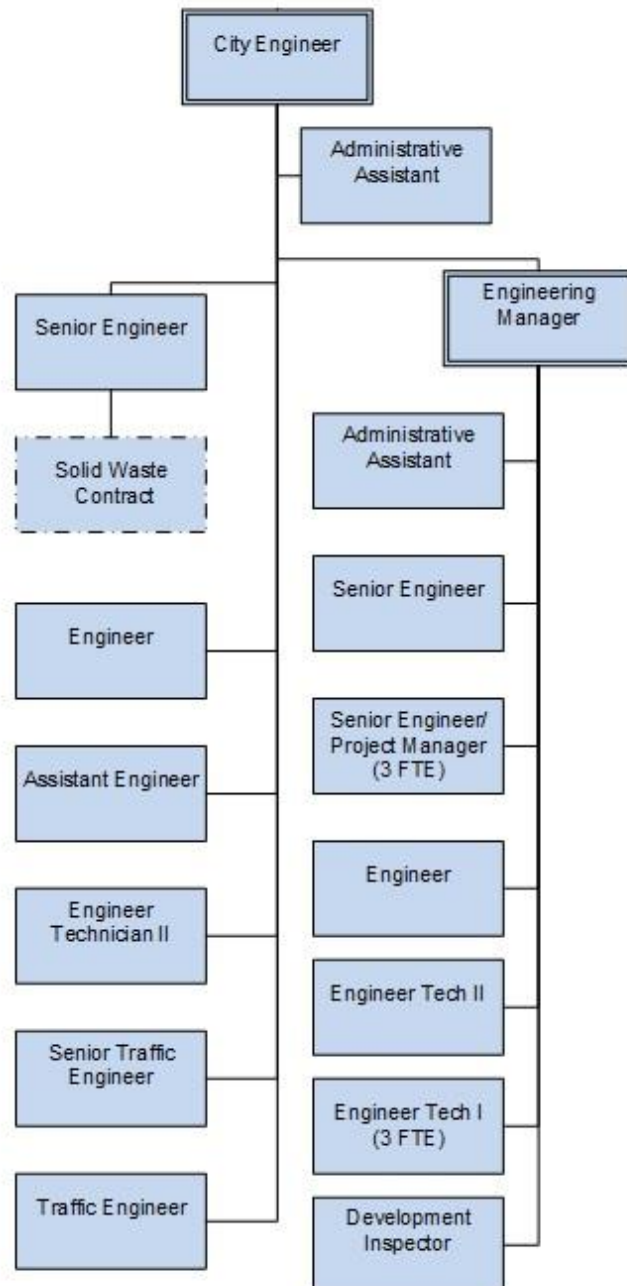 City Engineer
Administrative
Assistant
Engineering
Manager
Senior Engineer
Solid Waste
Contract
Administrative
Assistant
Senior Engineer
Engineer
Senior Engineer/
Project Manager
(3 FTE)
Assistant Engineer
Engineer
Engineer
Technician II
Engineer Tech II
Senior Traffic
Engineer
Engineer Tech I
(3 FTE)
Traffic Engineer
Development
Inspector